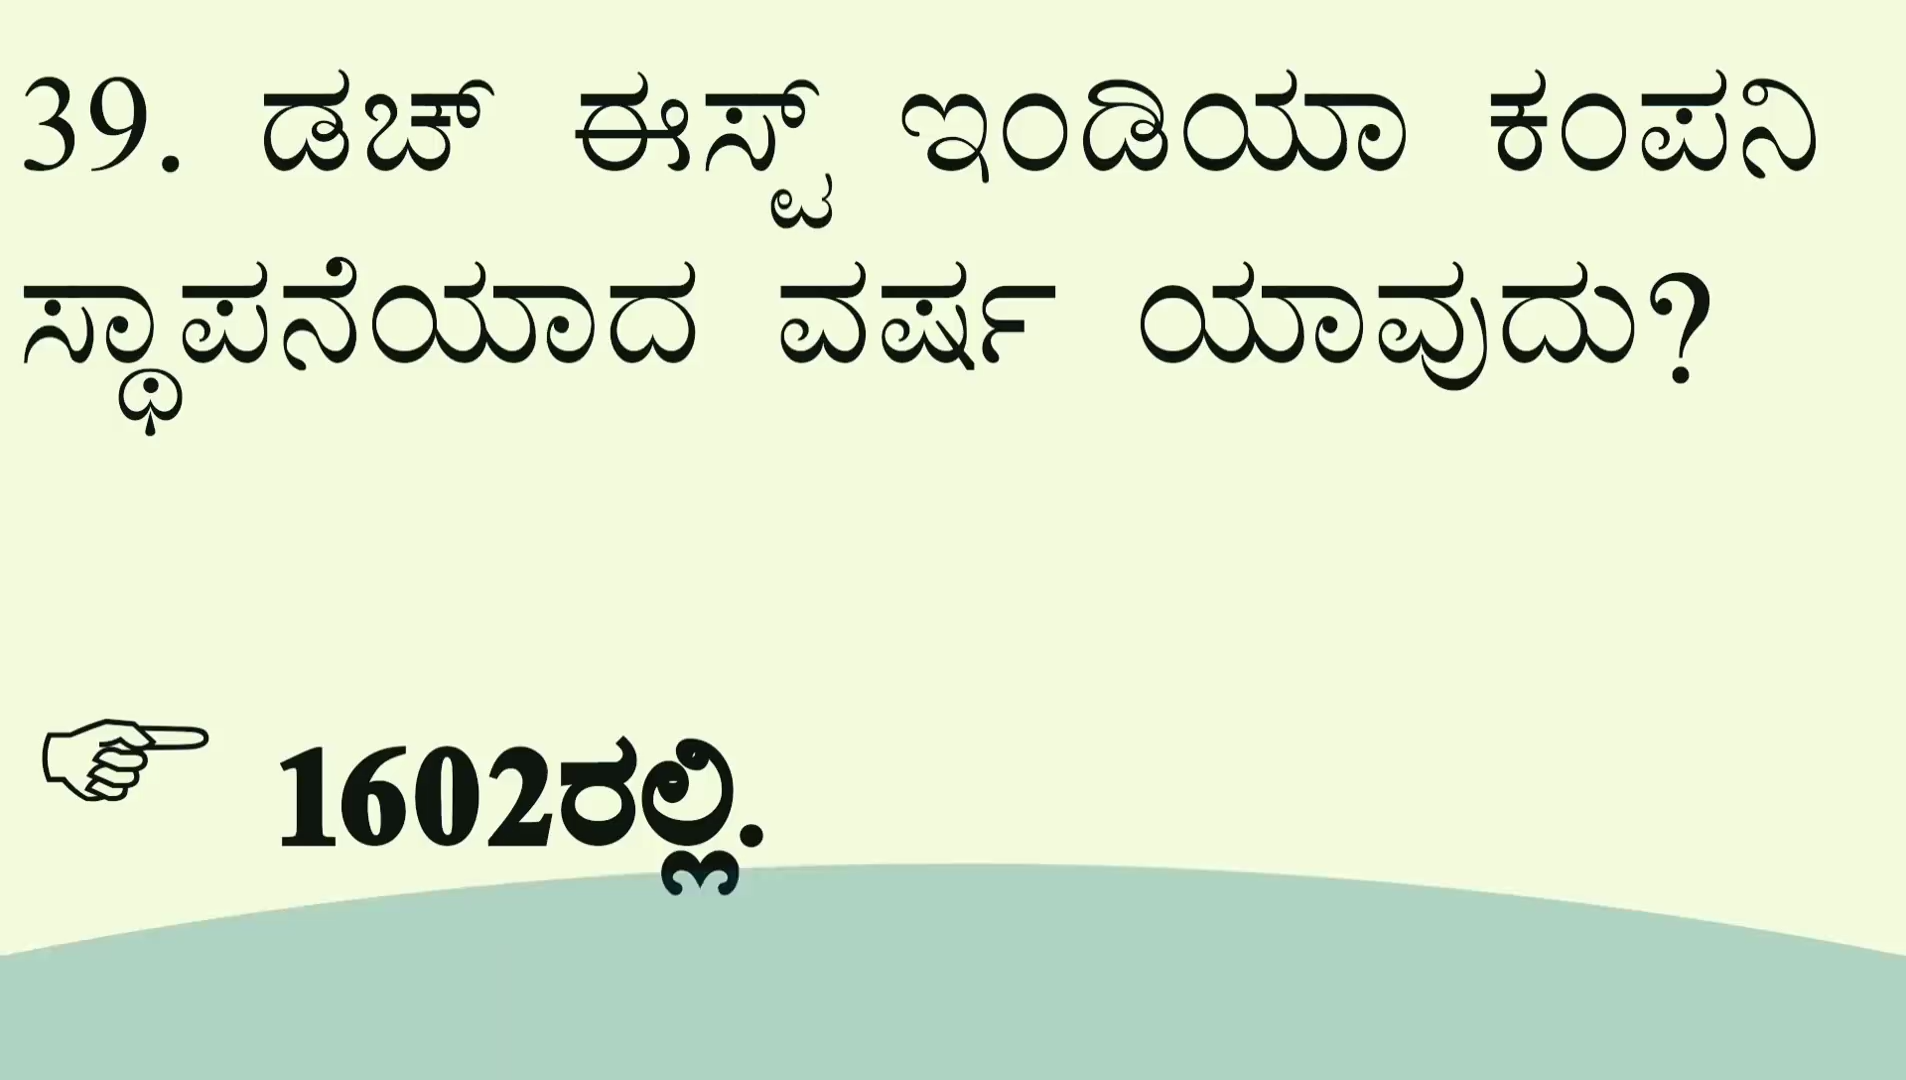 39. ಡಚ್ ಈಸ್ಟ್ ಇಂಡಿಯಾ ಕಂಪನಿ
ಸ್ಥಾಪನೆಯಾದ ವರ್ಷ ಯಾವುದು?
☞ 1602ರಲ್ಲಿ.